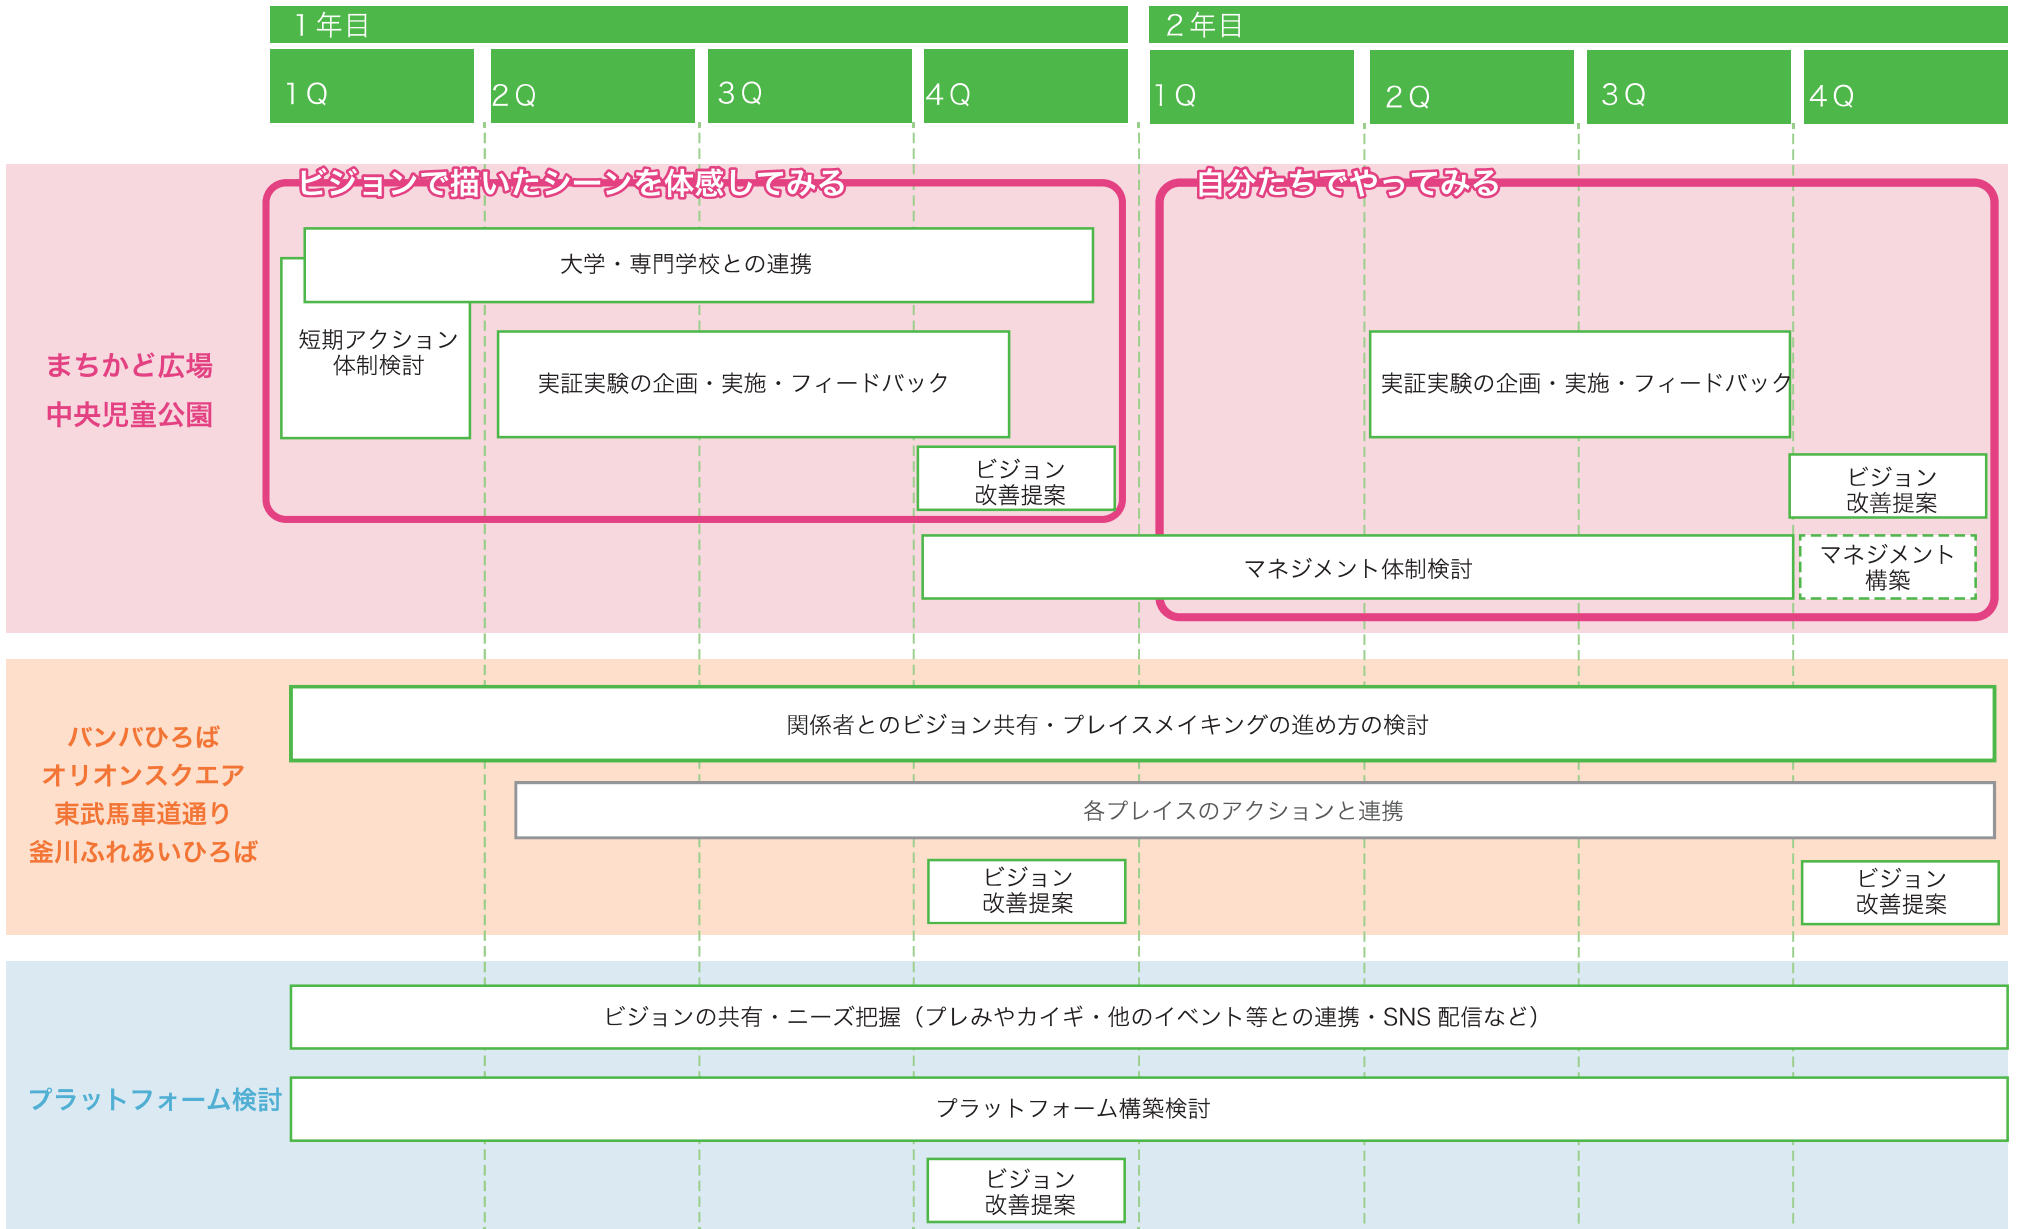 １年目
２年目
１Ｑ
２Ｑ
３Ｑ
４Ｑ
１Ｑ
２Ｑ
３Ｑ
４Ｑ
まちかど広場
中央児童公園
ビジョンで描いたシーンを体感してみる
大学・専門学校との連携
短期アクション
体制検討
実証実験の企画・実施・フィードバック
ビジョン
改善提案
自分たちでやってみる
実証実験の企画・実施・フィードバック
ビジョン
改善提案
マネジメント体制検討
マネジメント
構築
バンバひろば
オリオンスクエア
東武馬車道通り
釜川ふれあいひろば
関係者とのビジョン共有・プレイスメイキングの進め方の検討
各プレイスのアクションと連携
ビジョン
改善提案
ビジョン
改善提案
プラットフォーム検討
ビジョンの共有・ニーズ把握（プレみやカイギ・他のイベント等との連携・SNS 配信など）
プラットフォーム構築検討
ビジョン
改善提案